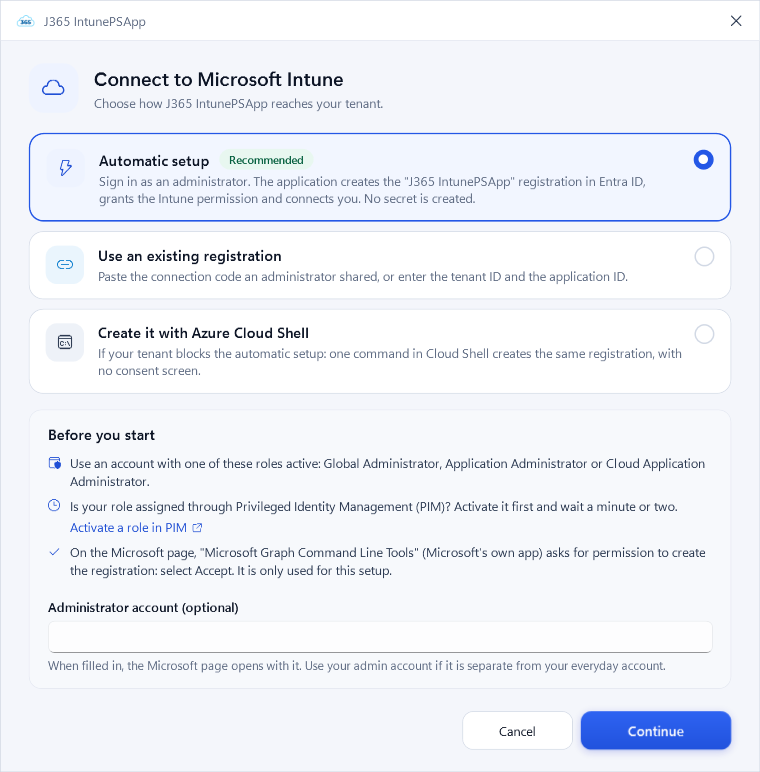 365 J365 IntunePSApp
Connect to Microsoft Intune
Choose how J365 IntunePSApp reaches your tenant.
Automatic setup Recommended
Sign in as an administrator. The application creates the "J365 IntunePSApp" registration in Entra ID,
grants the Intune permission and connects you. No secret is created.
Use an existing registration
Paste the connection code an administrator shared, or enter the tenant ID and the application ID.
Create it with Azure Cloud Shell
C:\
If your tenant blocks the automatic setup: one command in Cloud Shell creates the same registration, with
no consent screen.
Before you start
Use an account with one of these roles active: Global Administrator, Application Administrator or Cloud Application
Administrator.
Is your role assigned through Privileged Identity Management (PIM)? Activate it first and wait a minute or two.
Activate a role in PIM
On the Microsoft page, "Microsoft Graph Command Line Tools" (Microsoft's own app) asks for permission to create
the registration: select Accept. It is only used for this setup.
Administrator account (optional)
When filled in, the Microsoft page opens with it. Use your admin account if it is separate from your everyday account.
Cancel Continue